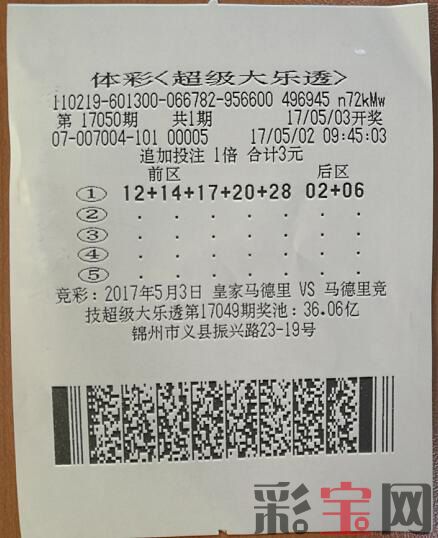 体彩<超级大乐透>
110219-601300-066782-956600 496945 n72kMw
第 17050期 共1期 17/05/03开奖
07-007004-101 00005 17/05/02 09:45:03
追加投注 1倍 合计3元
前区 后区
① 12+14+17+20+28 02+06
② . . . . . . .
③ . . . . . . .
④ . . . . . . .
⑤ . . . . . . .
竞彩：2017年5月3日 皇家马德里 VS 马德里竞
技超级大乐透第17049期奖池：36.06亿
锦州市义县振兴路23-19号
彩宝网